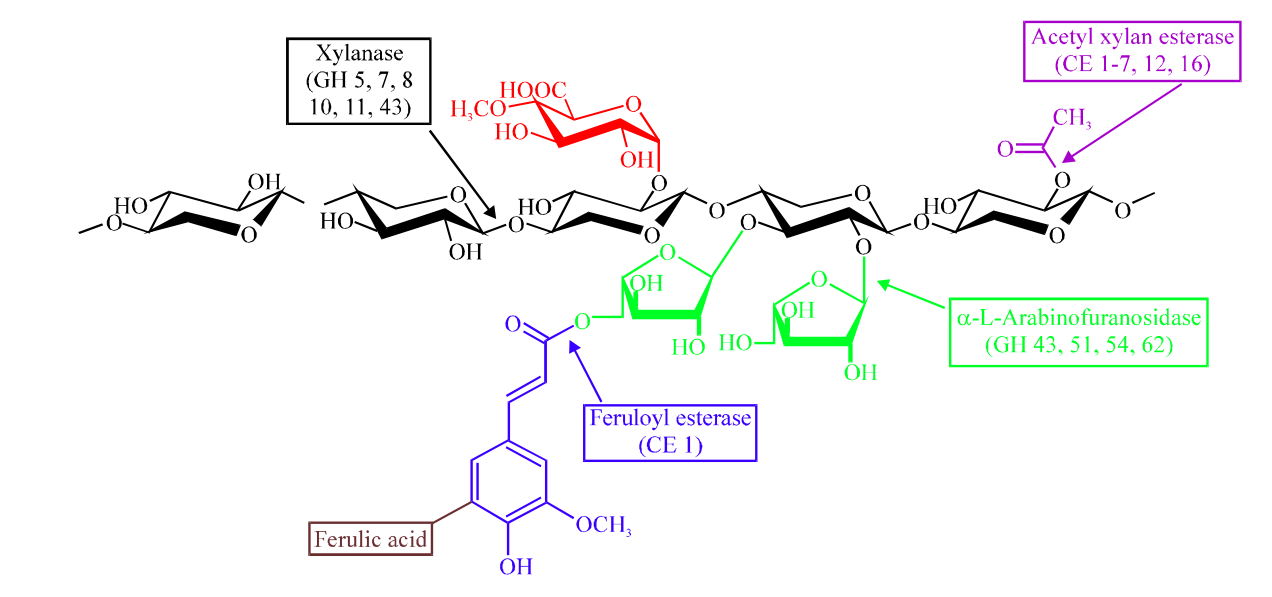 Xylanase
(GH 5, 7, 8
10, 11, 43)
Acetyl xylan esterase
(CE 1-7, 12, 16)
HOOC
H₃CO
O
HO
OH
CH₃
O
OH
HO
O
O
O
HO
OH
O
HO
O
O
O
O
O
O
O
HO
O
O
O
O
OH
HO
O
O
OH
HO
OH
α-L-Arabinofuranosidase
(GH 43, 51, 54, 62)
O
O
Feruloyl esterase
(CE 1)
OCH₃
OH
Ferulic acid